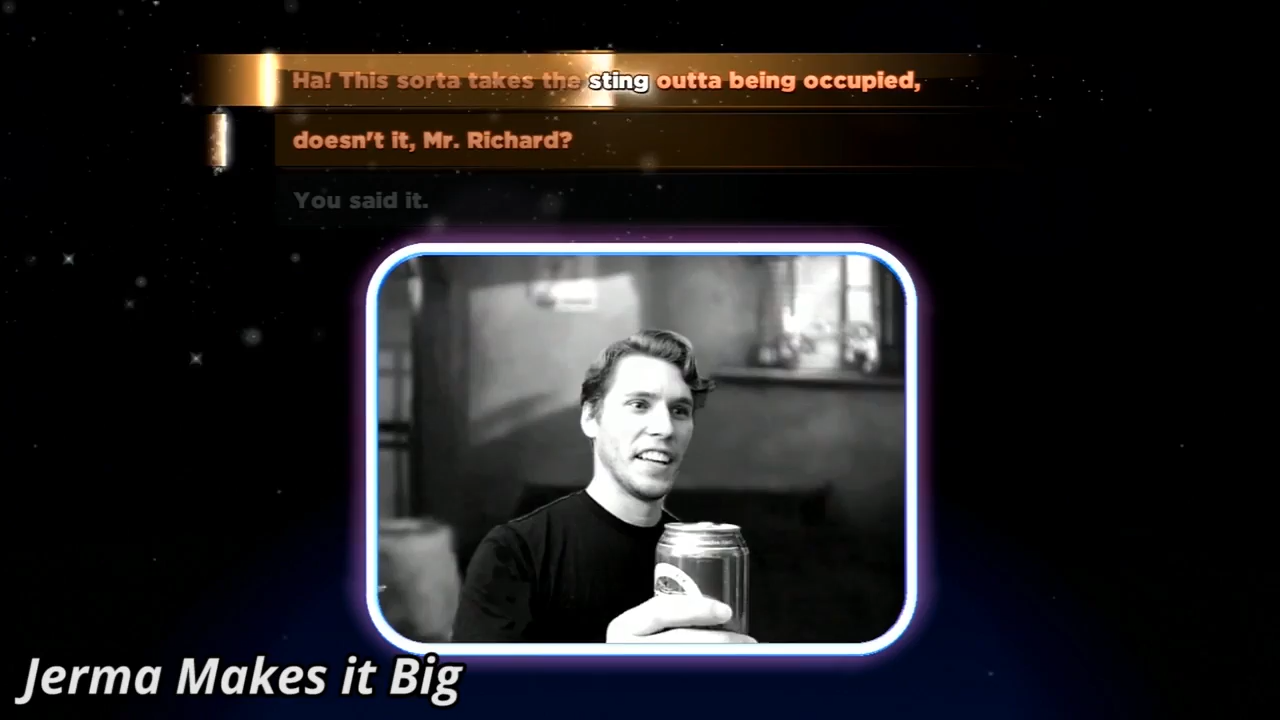 Ha! This sorta takes the sting outta being occupied,
doesn't it, Mr. Richard?
You said it.
Jerma Makes it Big